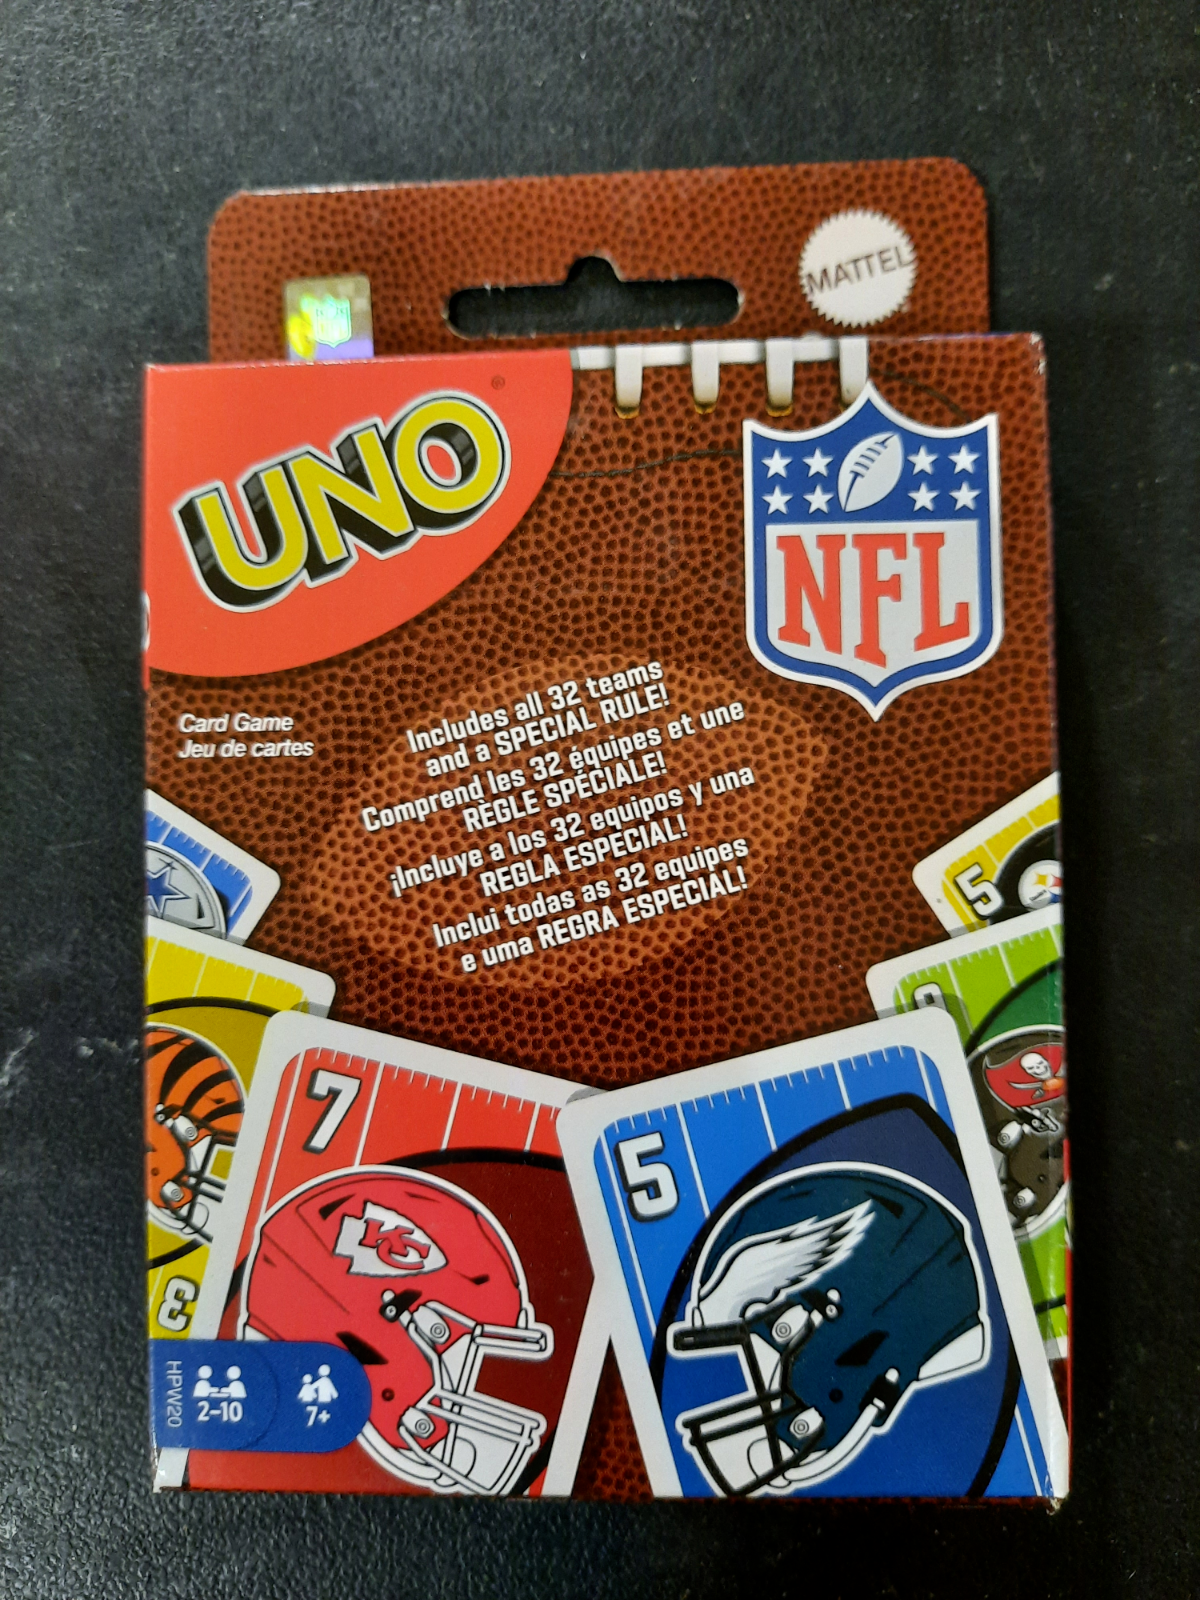 MATTEL
UNO
®
NFL
Includes all 32 teams
and a SPECIAL RULE!
Comprend les 32 équipes et une
RÈGLE SPÉCIALE!
¡Incluye a los 32 equipos y una
REGLA ESPECIAL!
Inclui todas as 32 equipes
e uma REGRA ESPECIAL!
Card Game
Jeu de cartes
5
7
5
KC
3
HPW20
2-10
7+